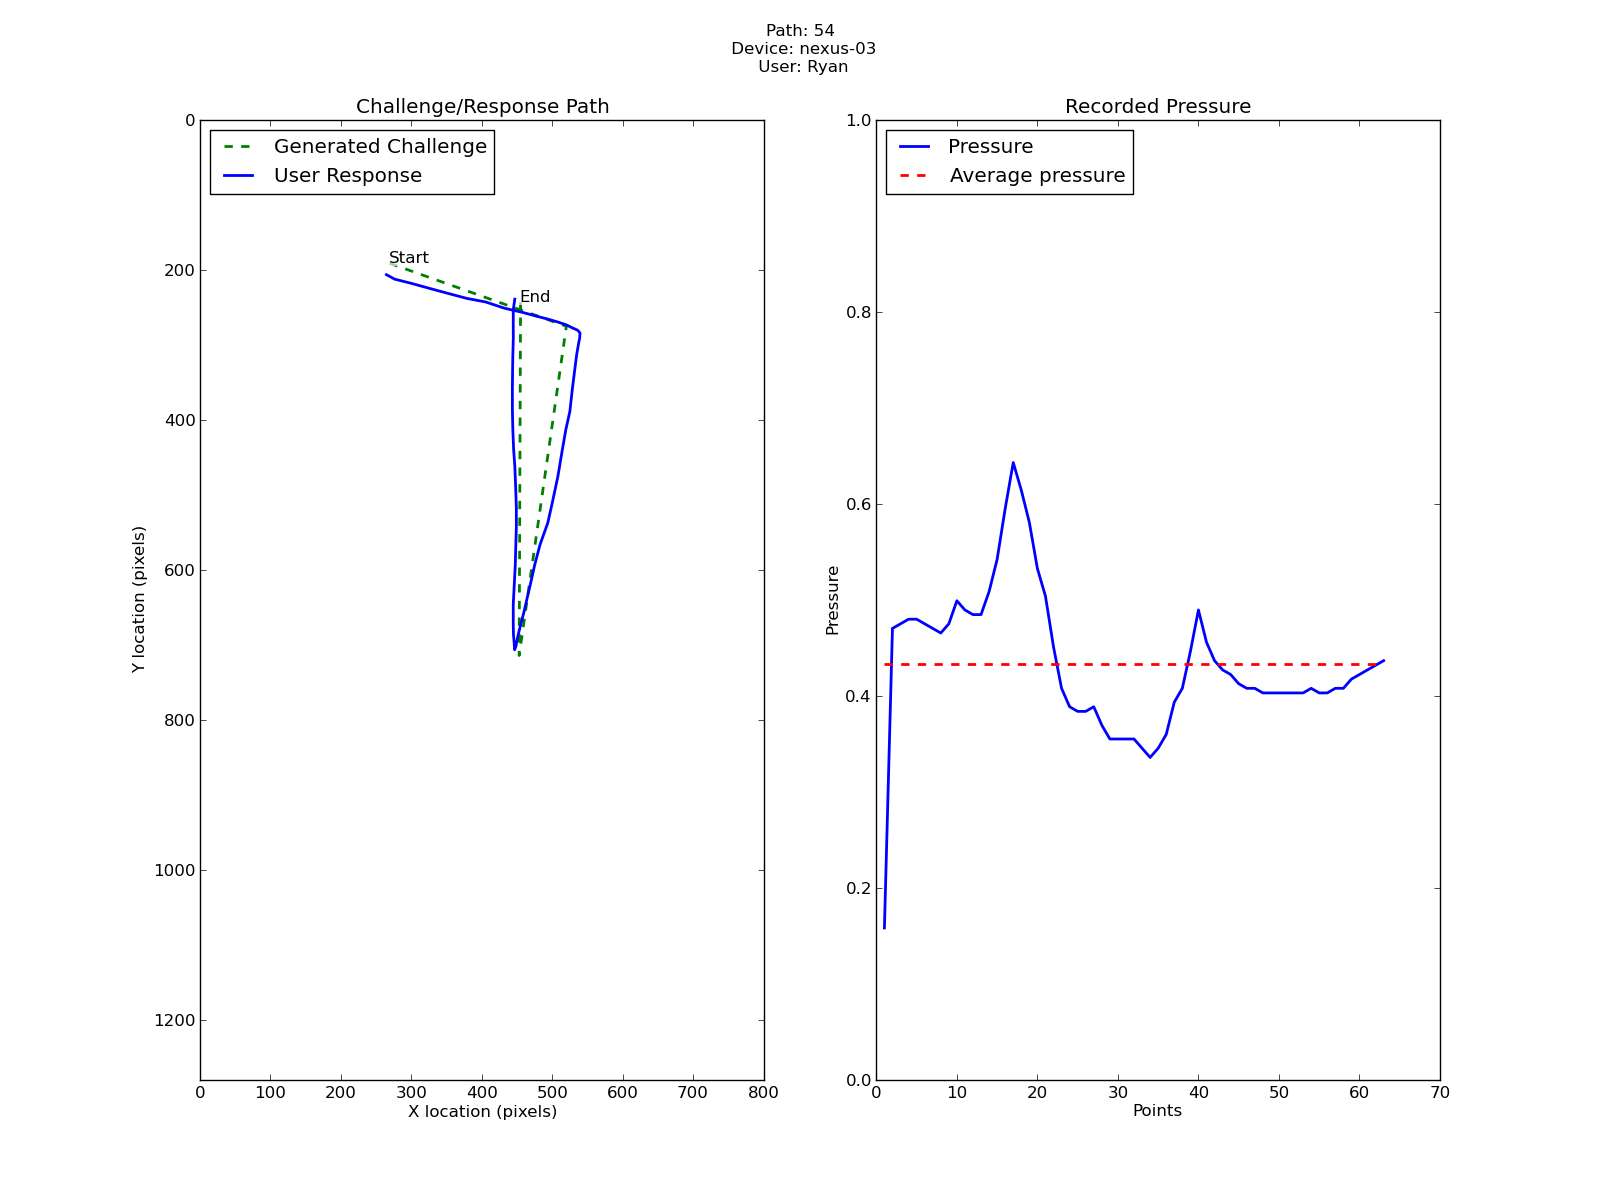 Path: 54
Device: nexus-03
User: Ryan
Challenge/Response Path
Generated Challenge
User Response
Start
End
0
200
400
600
800
1000
1200
Y location (pixels)
0 100 200 300 400 500 600 700 800
X location (pixels)
Recorded Pressure
Pressure
Average pressure
1.0
0.8
0.6
0.4
0.2
0.0
Pressure
0 10 20 30 40 50 60 70
Points